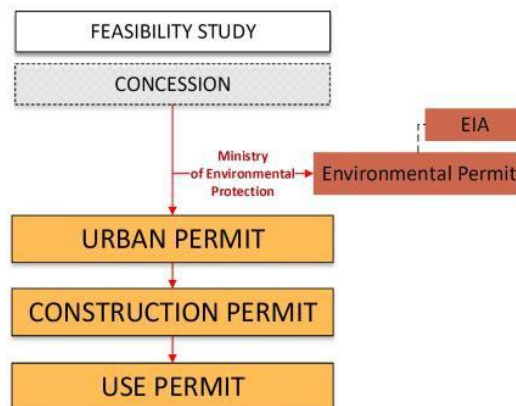 FEASIBILITY STUDY
CONCESSION
EIA
Ministry
of Environmental
Protection
Environmental Permit
URBAN PERMIT
CONSTRUCTION PERMIT
USE PERMIT